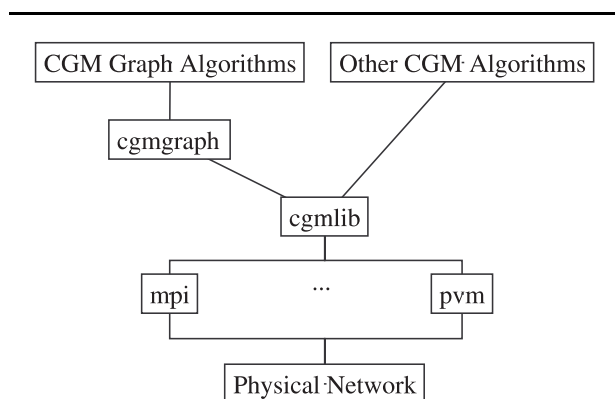 CGM Graph Algorithms
Other CGM Algorithms
cgmgraph
cgmlib
mpi
...
pvm
Physical Network